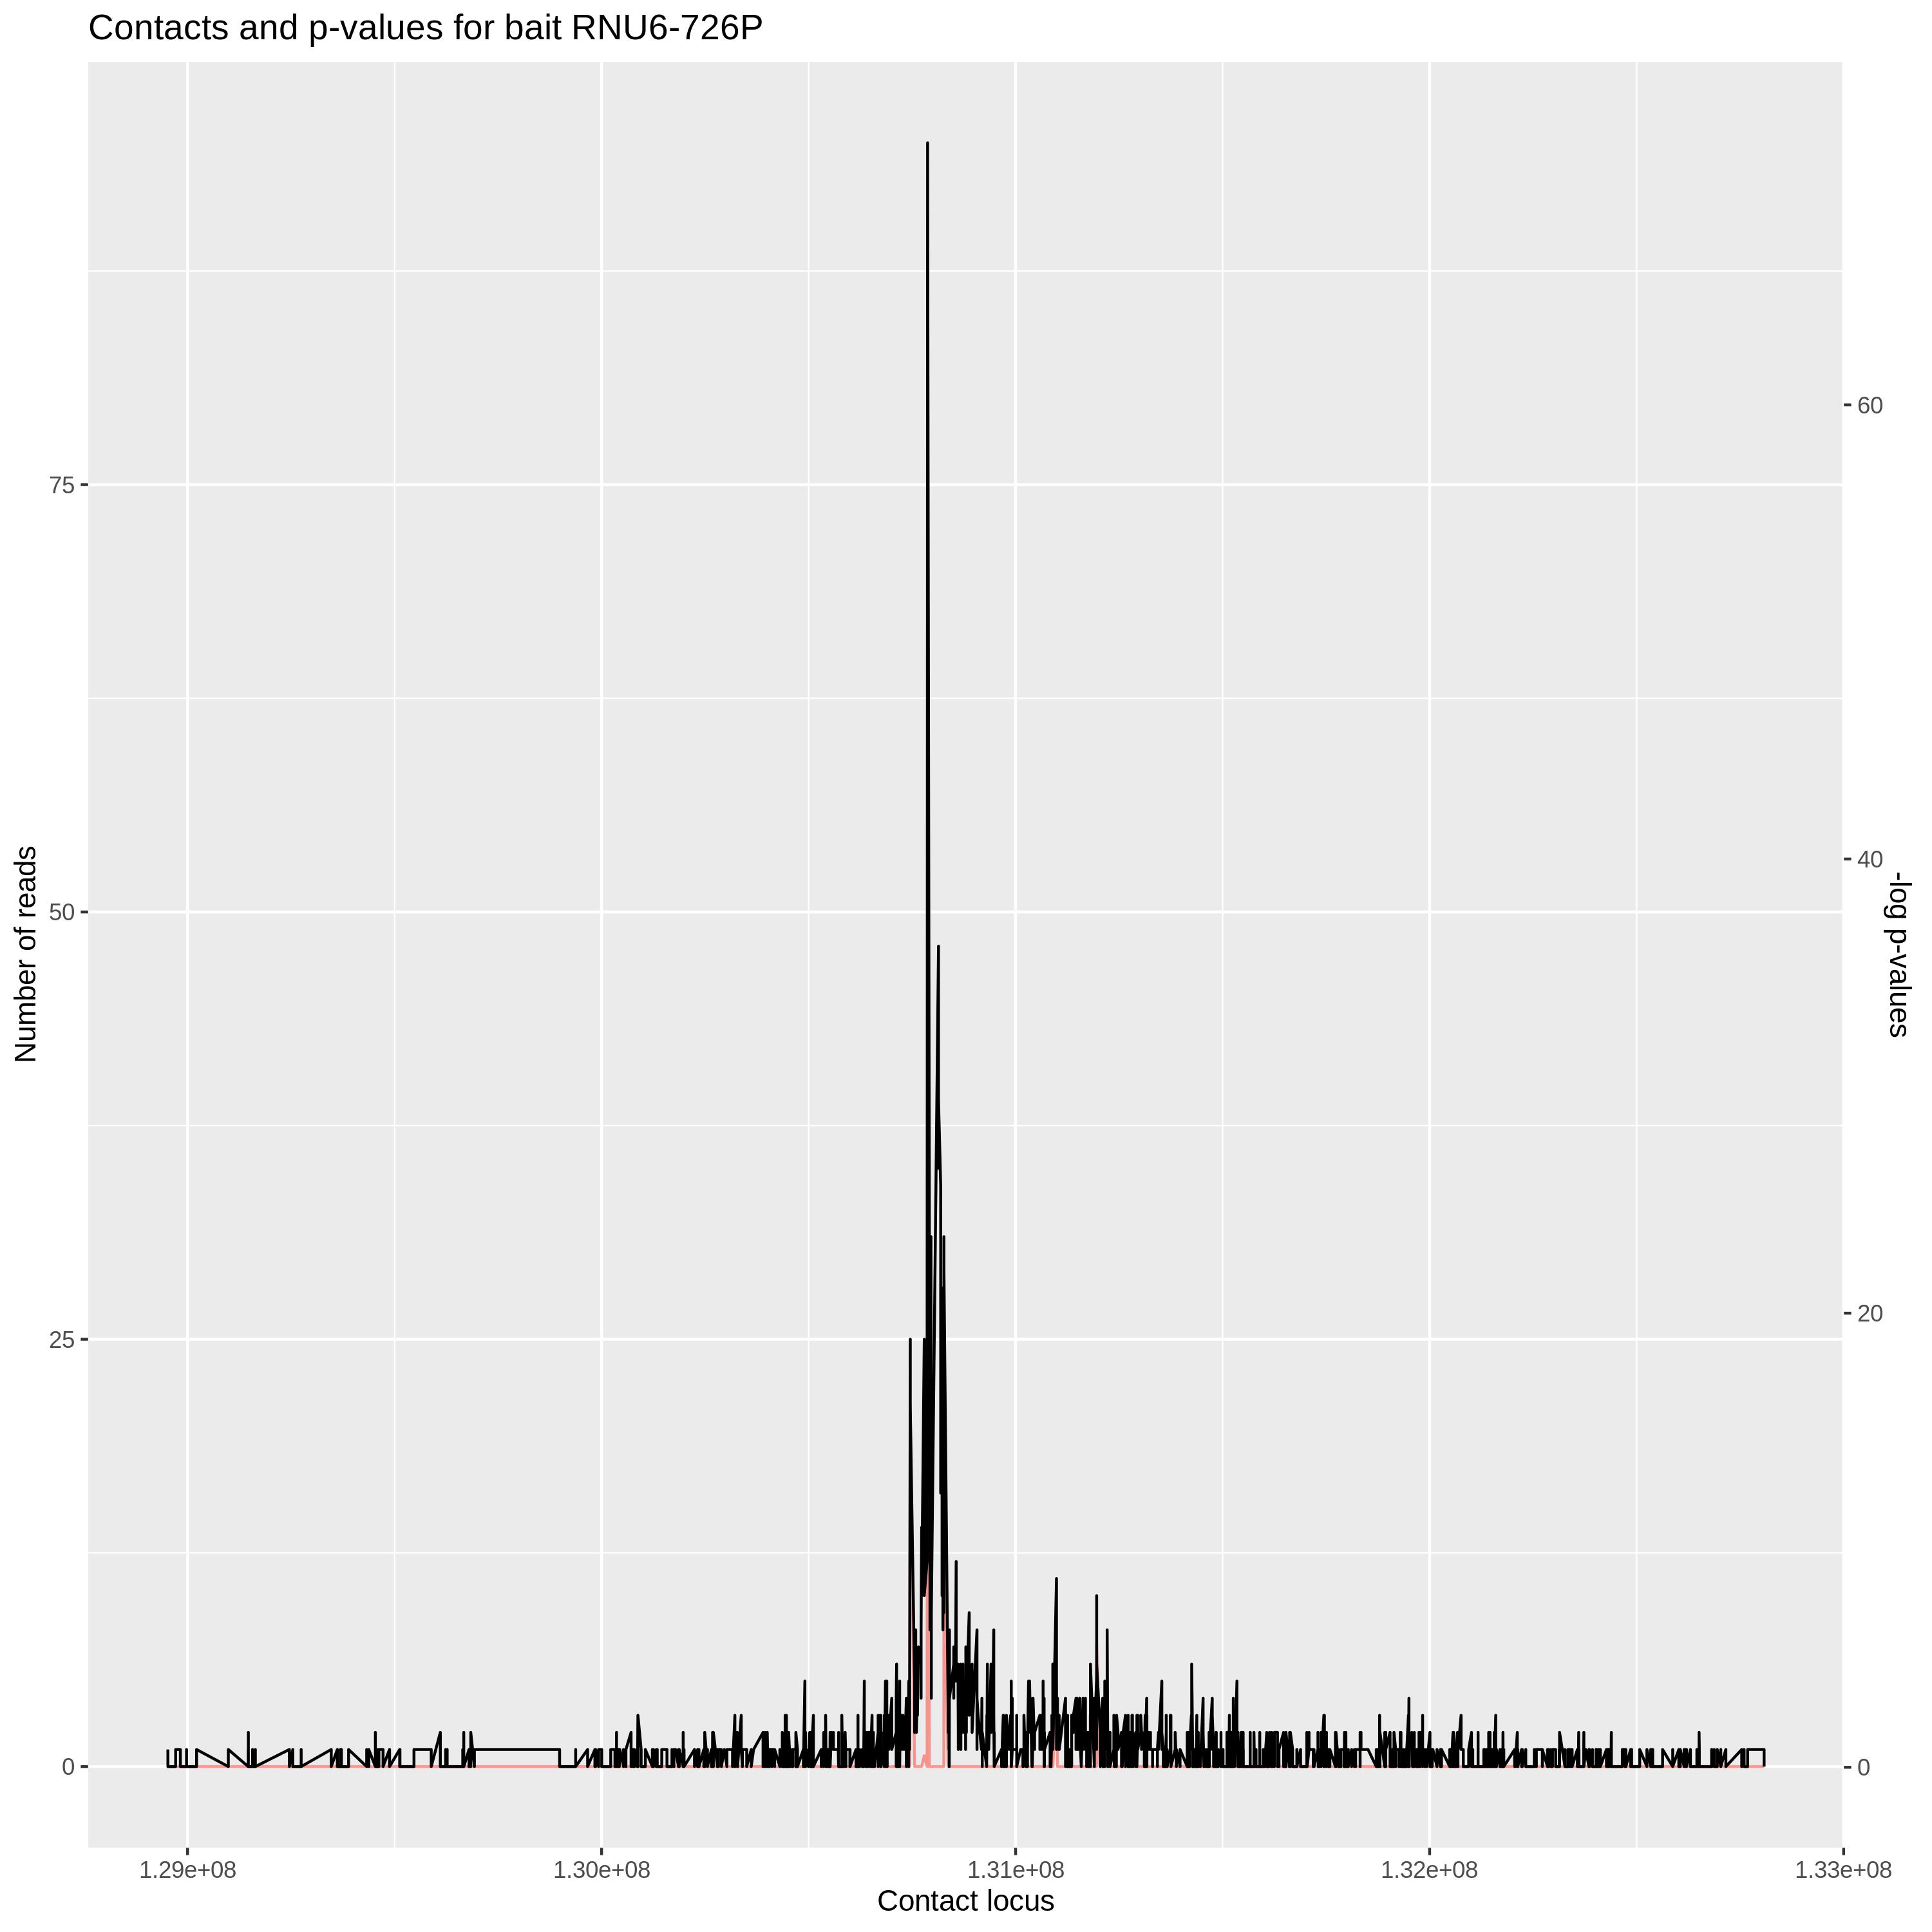 Contacts and p-values for bait RNU6-726P
Number of reads
75
50
25
0
60
40
20
0
-log p-values
1.29e+08
1.30e+08
1.31e+08
1.32e+08
1.33e+08
Contact locus